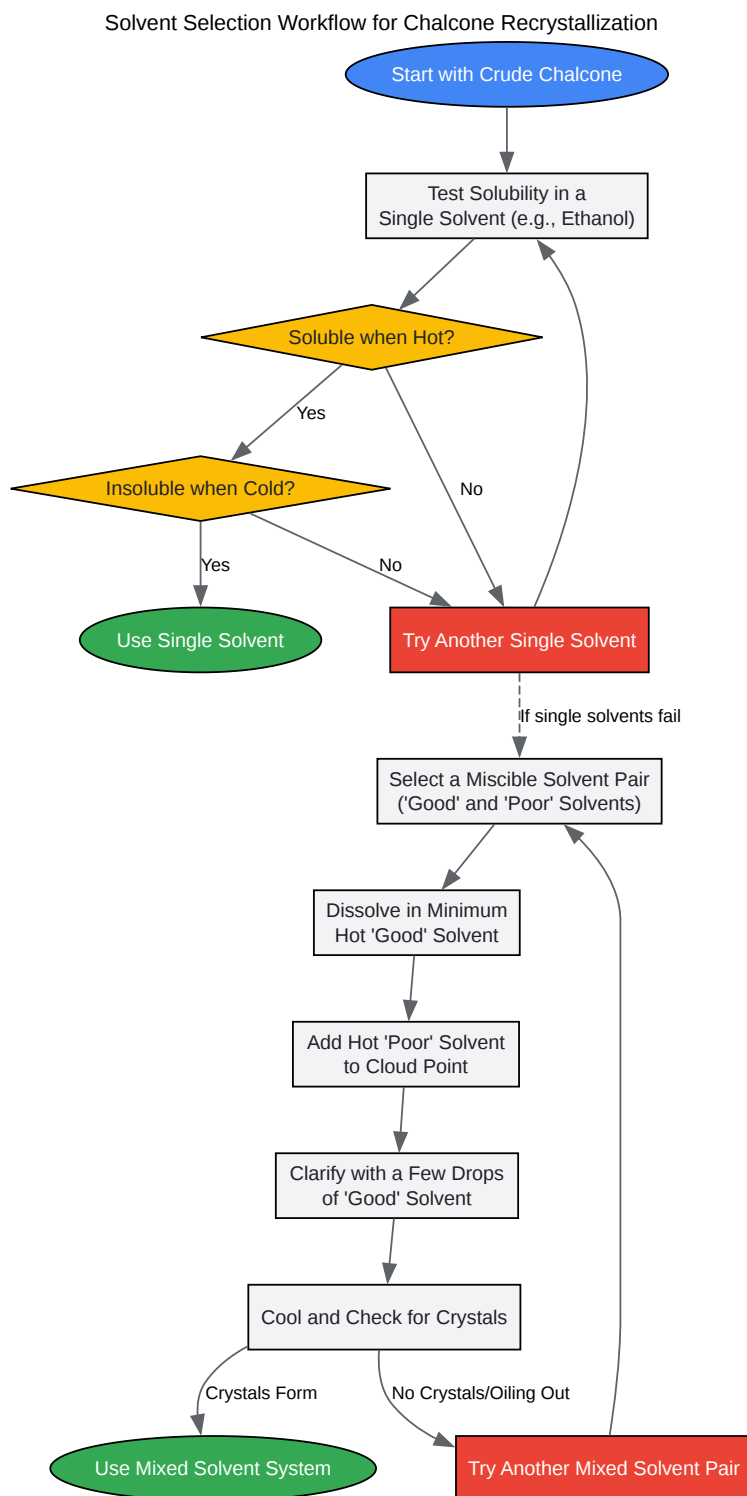 Solvent Selection Workflow for Chalcone Recrystallization
Start with Crude Chalcone
Test Solubility in a
Single Solvent (e.g., Ethanol)
Soluble when Hot?
Yes
No
Insoluble when Cold?
Yes
No
Use Single Solvent
Try Another Single Solvent
If single solvents fail
Select a Miscible Solvent Pair
('Good' and 'Poor' Solvents)
Dissolve in Minimum
Hot 'Good' Solvent
Add Hot 'Poor' Solvent
to Cloud Point
Clarify with a Few Drops
of 'Good' Solvent
Cool and Check for Crystals
Crystals Form
No Crystals/Oiling Out
Use Mixed Solvent System
Try Another Mixed Solvent Pair